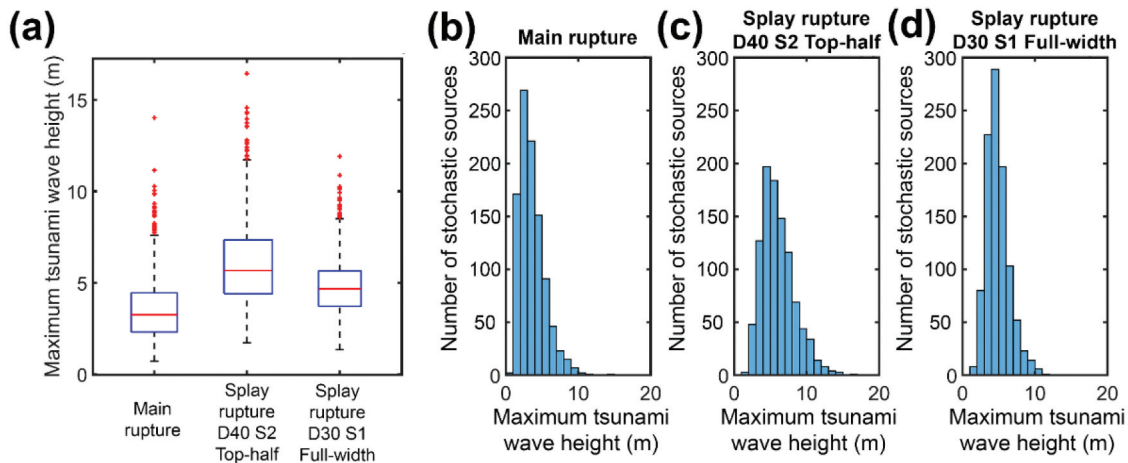 (a)
Maximum tsunami wave height (m)
15
10
5
0
Main
rupture
Splay
rupture
D40 S2
Top-half
Splay
rupture
D30 S1
Full-width
(b)
Main rupture
Number of stochastic sources
300
250
200
150
100
50
0
0
10
20
Maximum tsunami
wave height (m)
(c)
Splay rupture
D40 S2 Top-half
Number of stochastic sources
300
250
200
150
100
50
0
0
10
20
Maximum tsunami
wave height (m)
(d)
Splay rupture
D30 S1 Full-width
Number of stochastic sources
300
250
200
150
100
50
0
0
10
20
Maximum tsunami
wave height (m)